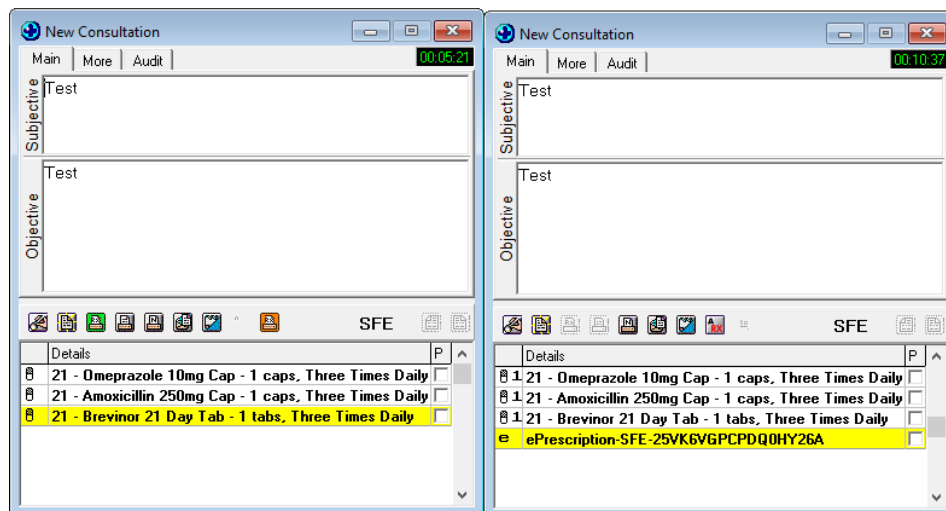 New Consultation
Main More Audit 00:05:21
Subjective
Test
Objective
Test
SFE
Details P
21 - Omeprazole 10mg Cap - 1 caps, Three Times Daily
21 - Amoxicillin 250mg Cap - 1 caps, Three Times Daily
21 - Brevinor 21 Day Tab - 1 tabs, Three Times Daily
New Consultation
Main More Audit 00:10:37
Subjective
Test
Objective
Test
SFE
Details P
1 21 - Omeprazole 10mg Cap - 1 caps, Three Times Daily
1 21 - Amoxicillin 250mg Cap - 1 caps, Three Times Daily
1 21 - Brevinor 21 Day Tab - 1 tabs, Three Times Daily
e ePrescription-SFE-25VK6VGPCPDQ0HY26A